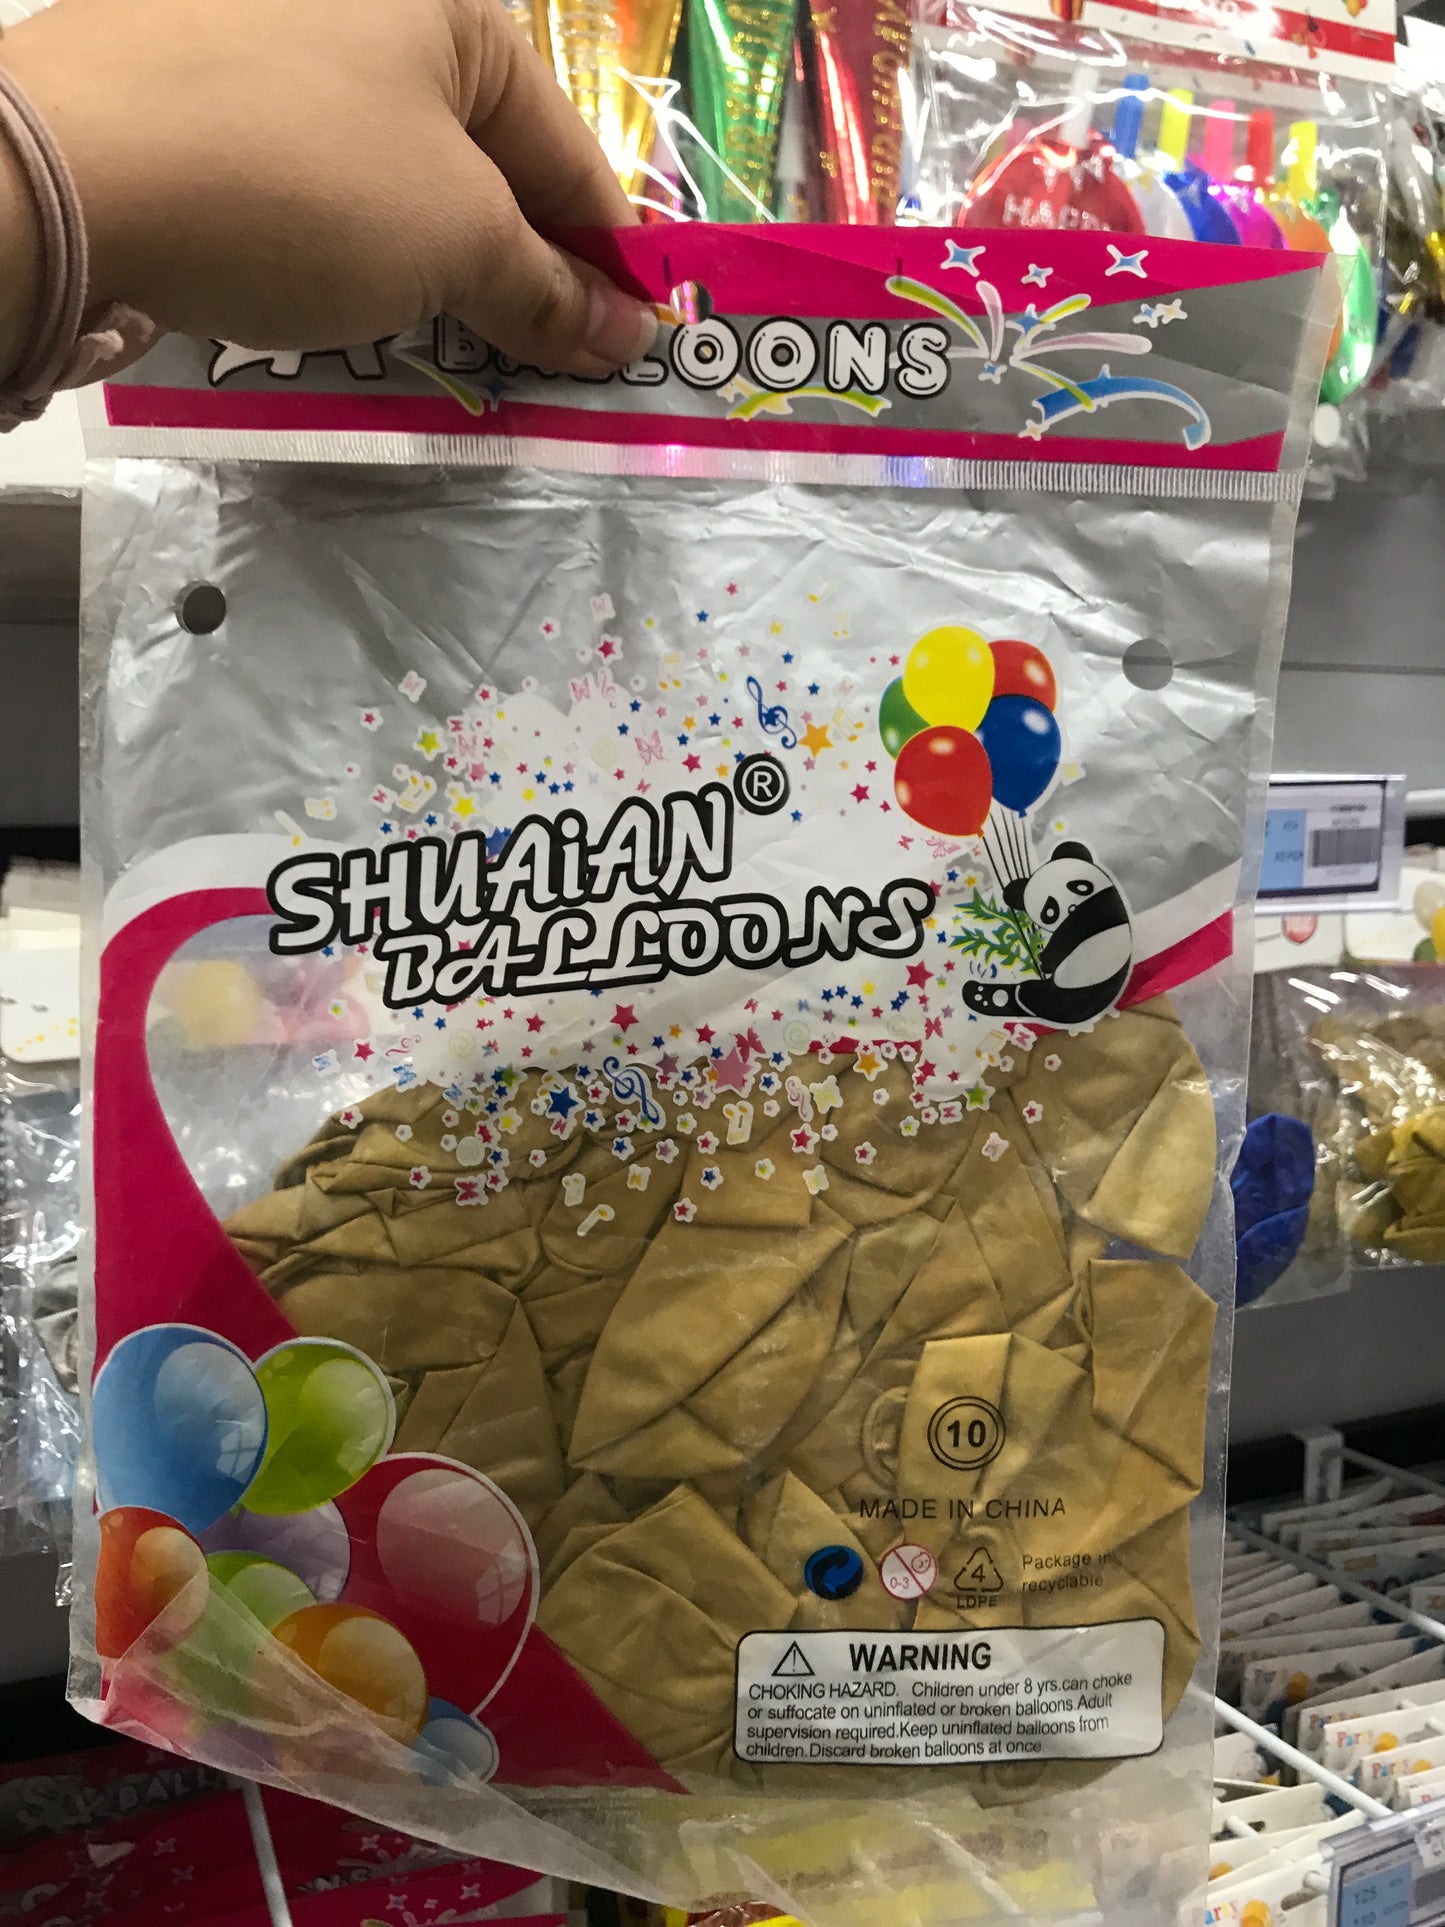 BALLOONS
SHUAiAN®
BALLOONS
10
MADE IN CHINA
0-3
4
LDPE
Package in
recyclable
WARNING
CHOKING HAZARD. Children under 8 yrs.can choke
or suffocate on uninflated or broken balloons.Adult
supervision required.Keep uninflated balloons from
children.Discard broken balloons at once